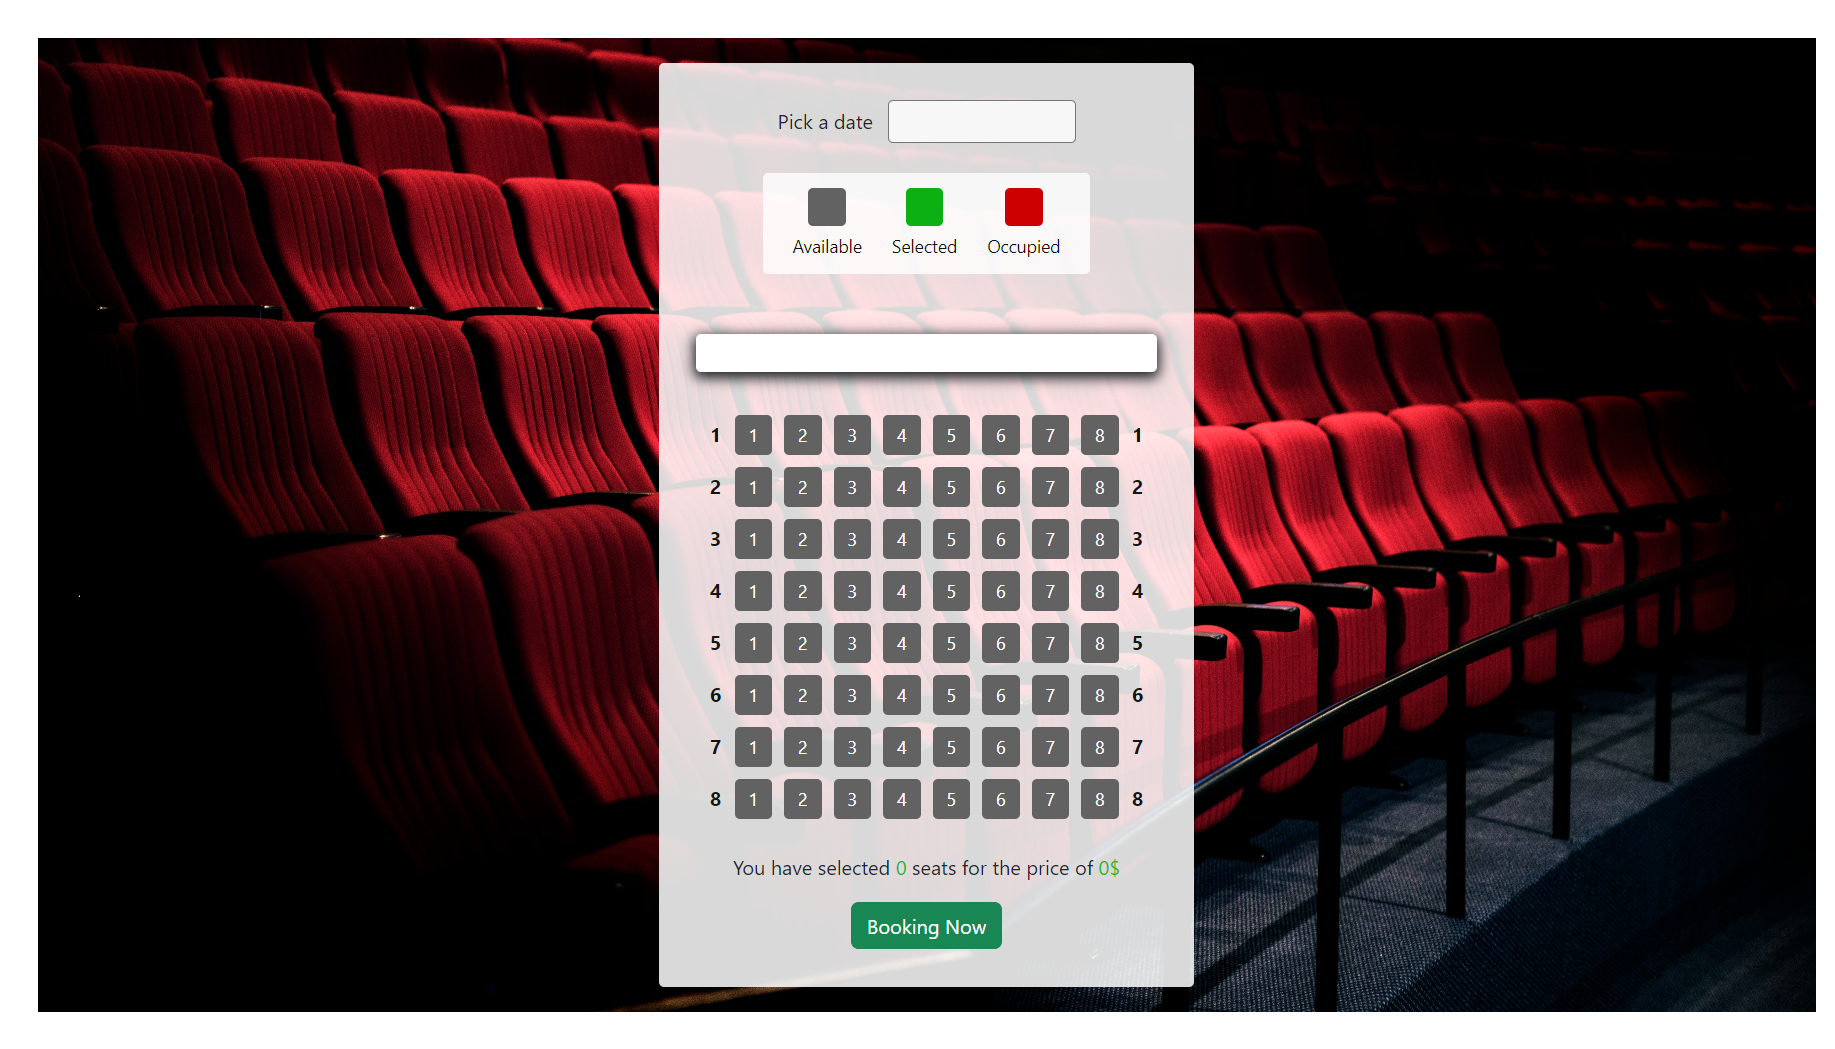 Pick a date
Available Selected Occupied
1 1 2 3 4 5 6 7 8 1
2 1 2 3 4 5 6 7 8 2
3 1 2 3 4 5 6 7 8 3
4 1 2 3 4 5 6 7 8 4
5 1 2 3 4 5 6 7 8 5
6 1 2 3 4 5 6 7 8 6
7 1 2 3 4 5 6 7 8 7
8 1 2 3 4 5 6 7 8 8
You have selected 0 seats for the price of 0$
Booking Now